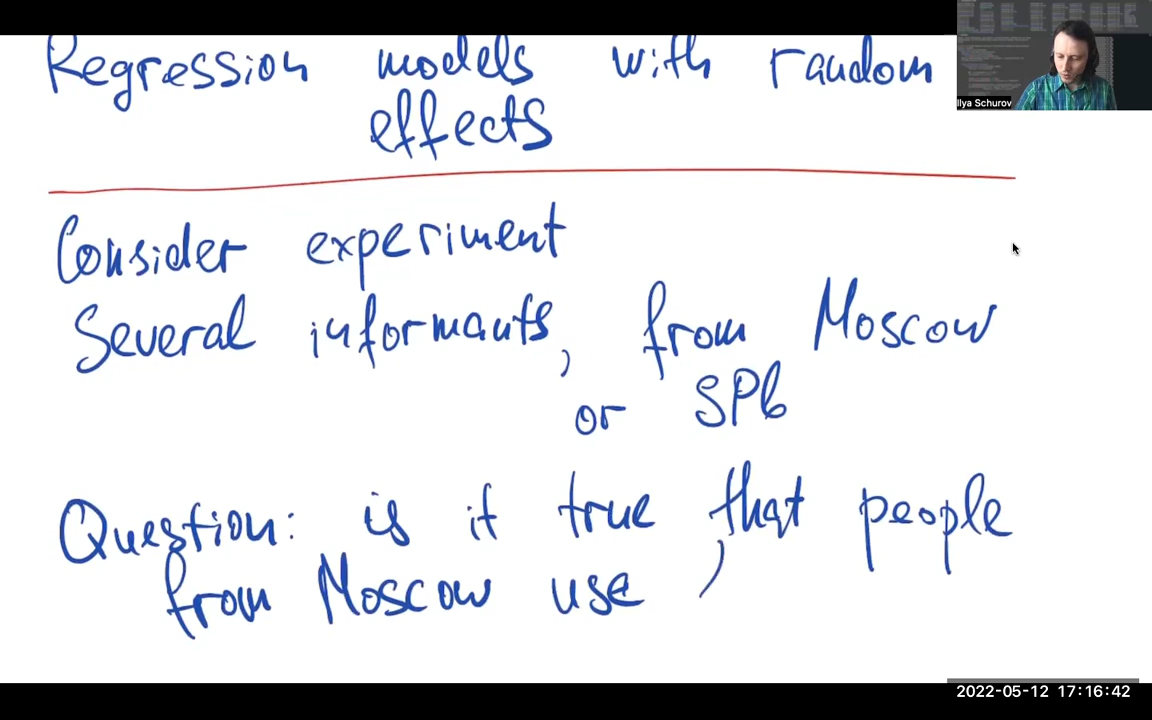 Regression models with random
effects
Ilya Schurov
Consider experiment
Several informants, from Moscow
or SPb
Question: is it true that people
from Moscow use
2022-05-12 17:16:42